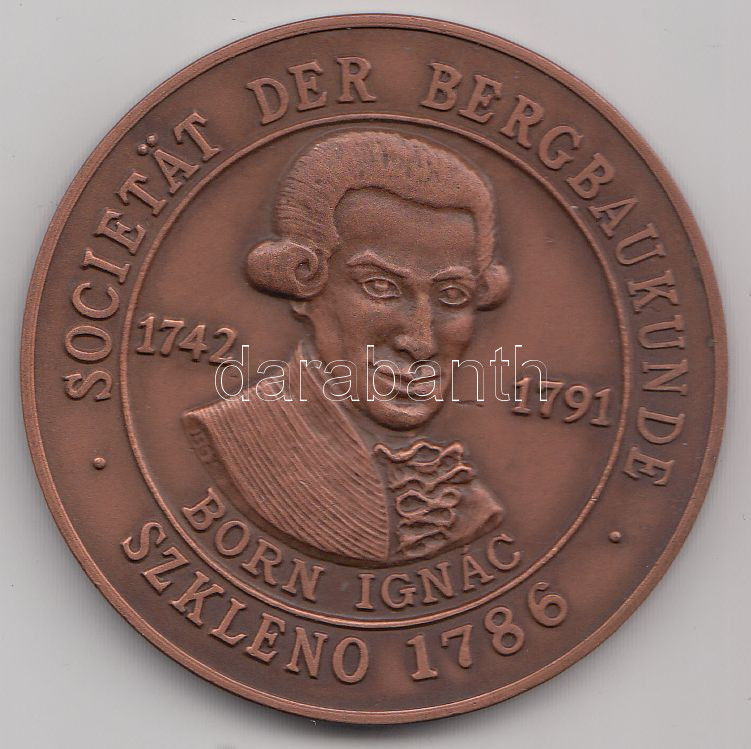 SOCIETÄT DER BERGBAUKUNDE
1742
1791
BORN IGNÁC
· SZKLENO 1786 ·
darabanth